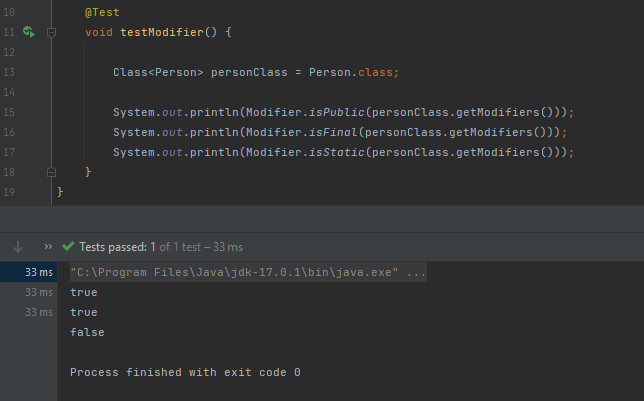 10 @Test
11 void testModifier() {
12
13 Class<Person> personClass = Person.class;
14
15 System.out.println(Modifier.isPublic(personClass.getModifiers()));
16 System.out.println(Modifier.isFinal(personClass.getModifiers()));
17 System.out.println(Modifier.isStatic(personClass.getModifiers()));
18 }
19 }
» Tests passed: 1 of 1 test – 33 ms
33 ms "C:\Program Files\Java\jdk-17.0.1\bin\java.exe" ...
33 ms true
33 ms true
false
Process finished with exit code 0